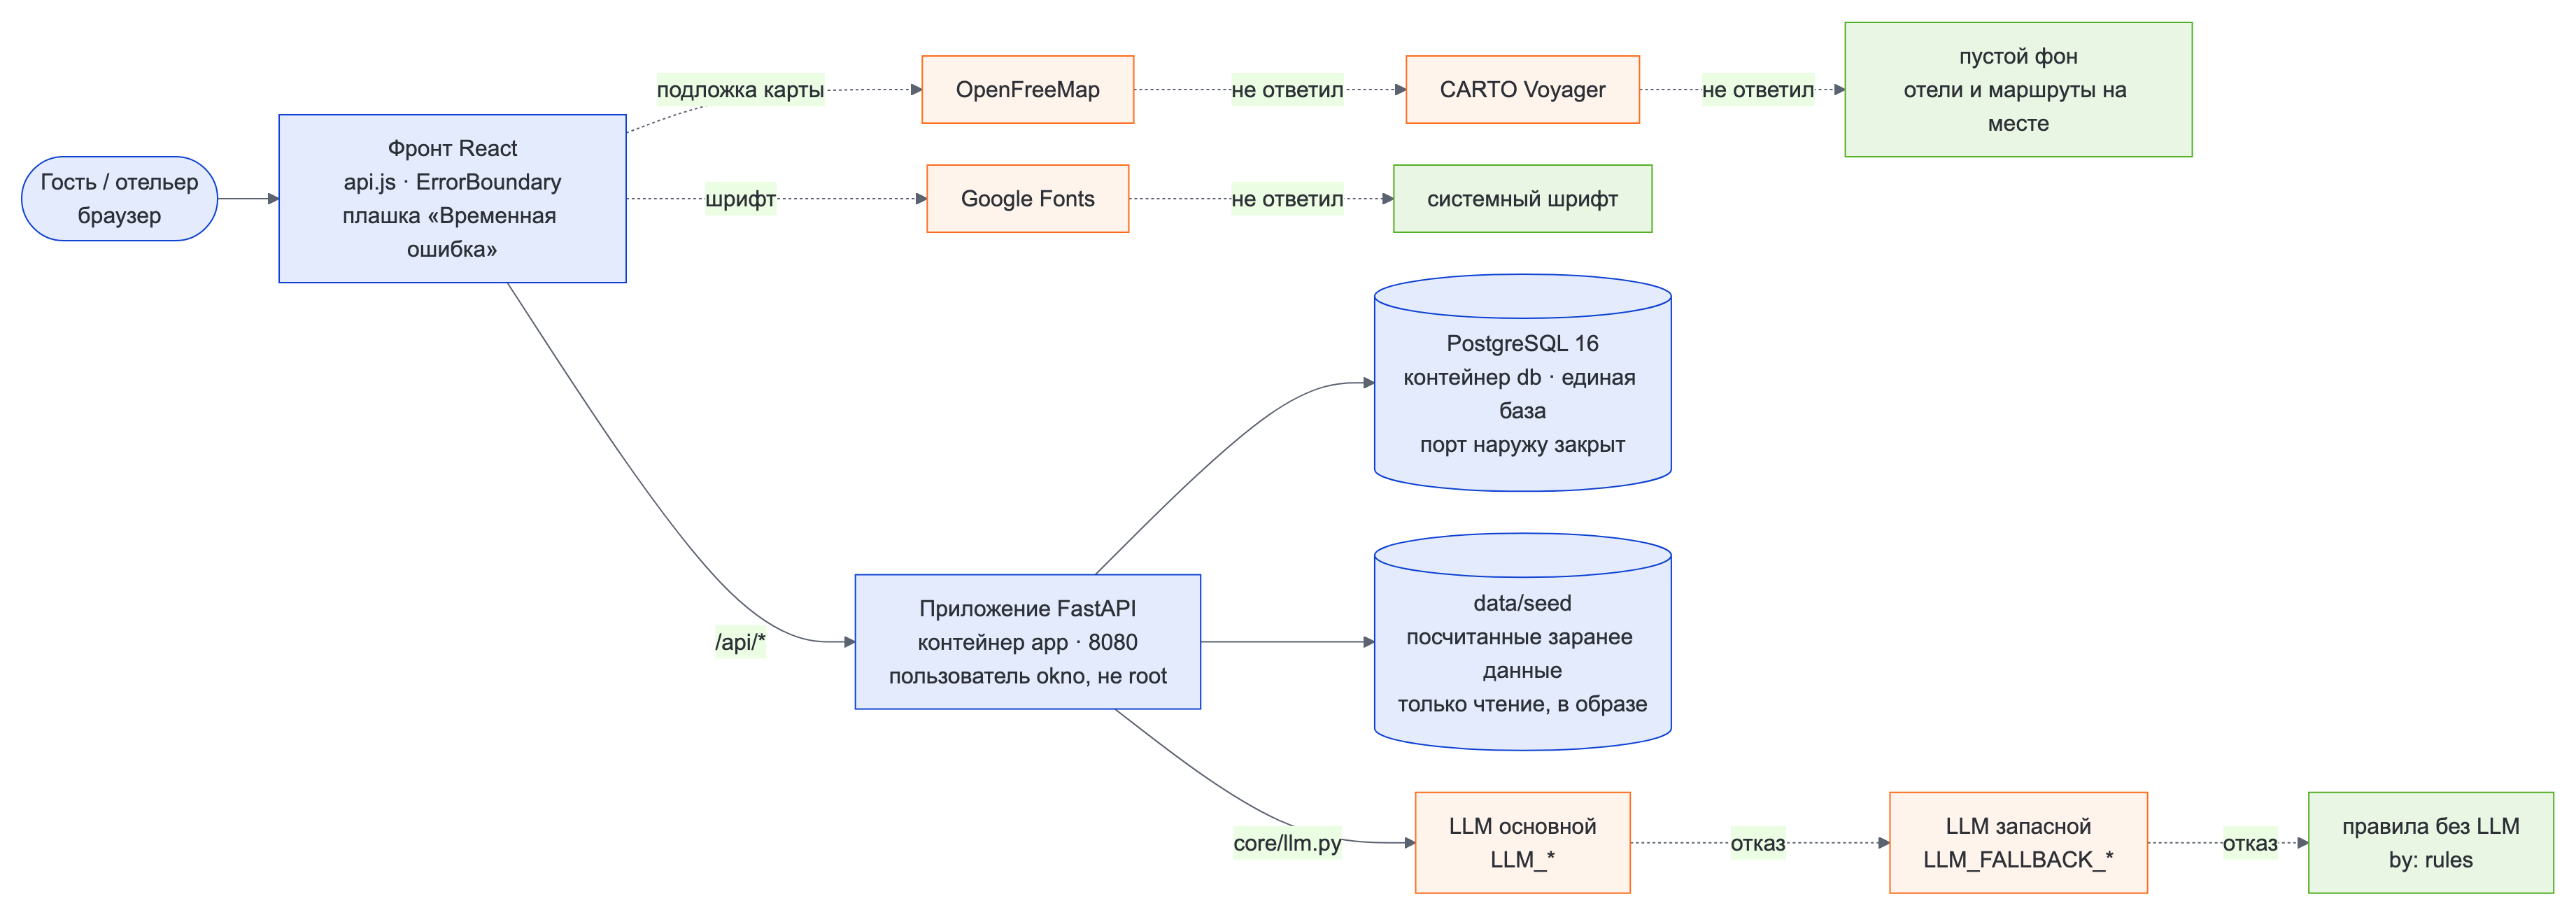 Гость / отельер
браузер
Фронт React
api.js · ErrorBoundary
плашка «Временная
ошибка»
подложка карты
OpenFreeMap
не ответил
CARTO Voyager
не ответил
пустой фон
отели и маршруты на
месте
шрифт
Google Fonts
не ответил
системный шрифт
PostgreSQL 16
контейнер db · единая
база
порт наружу закрыт
/api/*
Приложение FastAPI
контейнер app · 8080
пользователь okno, не root
data/seed
посчитанные заранее
данные
только чтение, в образе
core/llm.py
LLM основной
LLM_*
отказ
LLM запасной
LLM_FALLBACK_*
отказ
правила без LLM
by: rules